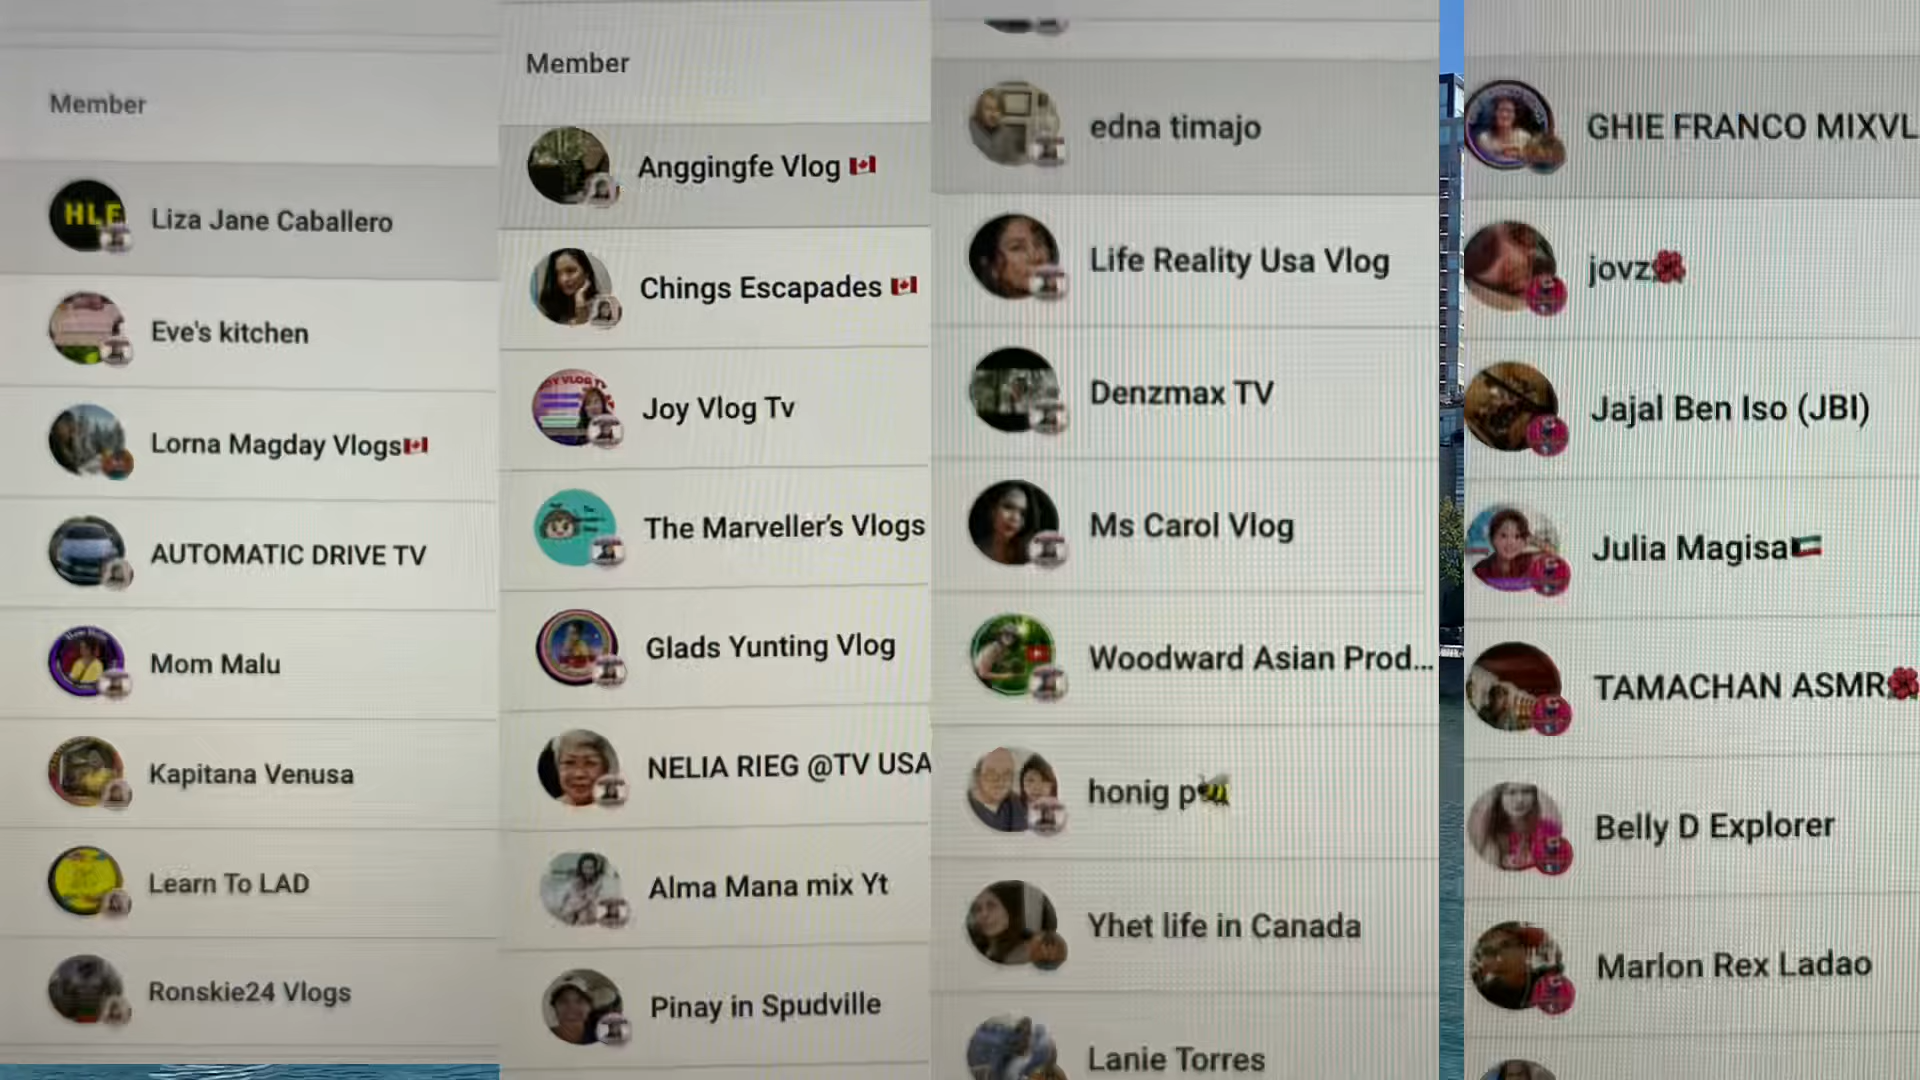 Member
HLF
Liza Jane Caballero
Eve's kitchen
Lorna Magday Vlogs
AUTOMATIC DRIVE TV
Mom Malu
Kapitana Venusa
Learn To LAD
Ronskie24 Vlogs
Member
Anggingfe Vlog
Chings Escapades
JOY VLOG TV
Joy Vlog Tv
The Marveller's Vlogs
Glads Yunting Vlog
NELIA RIEG @TV USA
Alma Mana mix Yt
Pinay in Spudville
edna timajo
Life Reality Usa Vlog
Denzmax TV
Ms Carol Vlog
Woodward Asian Prod...
honig p
Yhet life in Canada
Lanie Torres
GHIE FRANCO MIXVL
jovz
Jajal Ben Iso (JBI)
Julia Magisa
TAMACHAN ASMR
Belly D Explorer
Marlon Rex Ladao